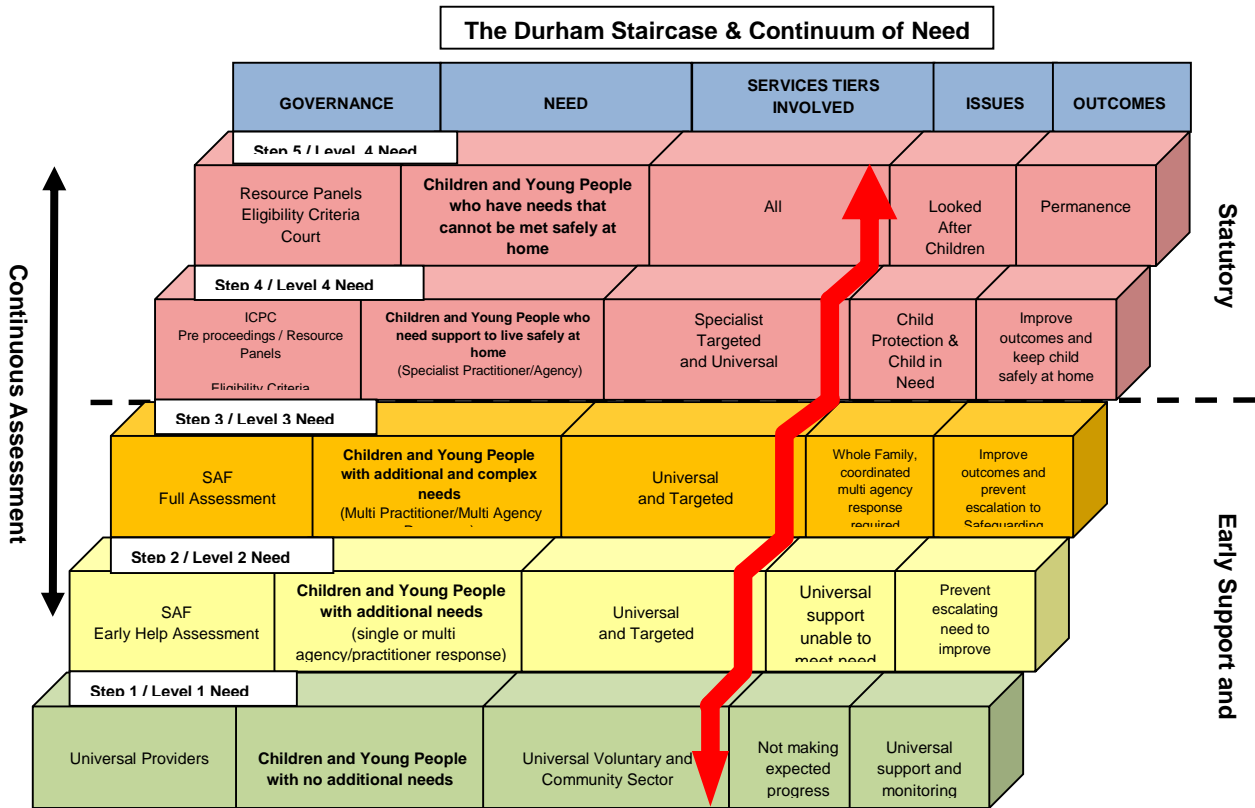 The Durham Staircase & Continuum of Need
GOVERNANCE
NEED
SERVICES TIERS
INVOLVED
ISSUES
OUTCOMES
Step 5 / Level 4 Need
Resource Panels
Eligibility Criteria
Court
Children and Young People
who have needs that
cannot be met safely at
home
All
Looked
After
Children
Permanence
Step 4 / Level 4 Need
ICPC
Pre proceedings / Resource
Panels
Eligibility Criteria
Children and Young People who
need support to live safely at
home
(Specialist Practitioner/Agency)
Specialist
Targeted
and Universal
Child
Protection &
Child in
Need
Improve
outcomes and
keep child
safely at home
Step 3 / Level 3 Need
SAF
Full Assessment
Children and Young People
with additional and complex
needs
(Multi Practitioner/Multi Agency
Universal
and Targeted
Whole Family,
coordinated
multi agency
response
required
Improve
outcomes and
prevent
escalation to
Safeguarding
Step 2 / Level 2 Need
SAF
Early Help Assessment
Children and Young People
with additional needs
(single or multi
agency/practitioner response)
Universal
and Targeted
Universal
support
unable to
meet need
Prevent
escalating
need to
improve
Step 1 / Level 1 Need
Universal Providers
Children and Young People
with no additional needs
Universal Voluntary and
Community Sector
Not making
expected
progress
Universal
support and
monitoring
Continuous Assessment
Statutory
Early Support and